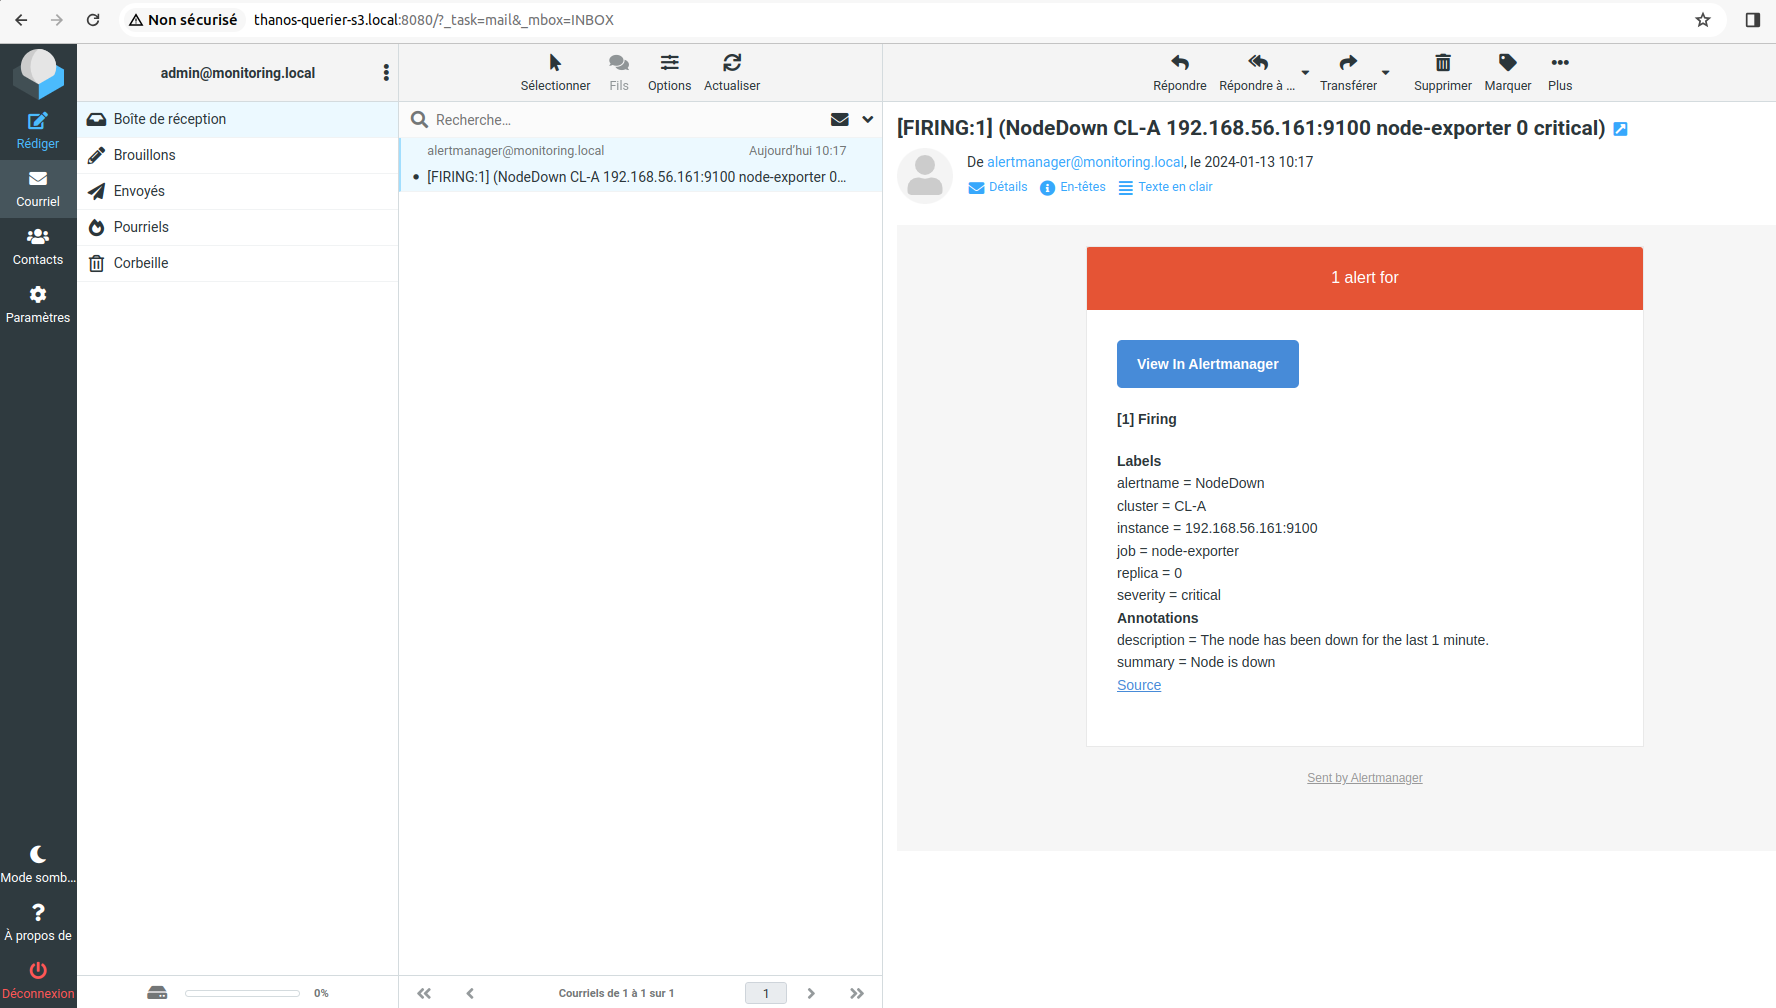 Non sécurisé thanos-querier-s3.local:8080/?_task=mail&_mbox=INBOX
Rédiger
Courriel
Contacts
Paramètres
Mode somb...
À propos de
Déconnexion
admin@monitoring.local
Boîte de réception
Brouillons
Envoyés
Pourriels
Corbeille
0%
Sélectionner Fils Options Actualiser
Recherche...
alertmanager@monitoring.local Aujourd'hui 10:17
• [FIRING:1] (NodeDown CL-A 192.168.56.161:9100 node-exporter 0...
Courriels de 1 à 1 sur 1 1
Répondre Répondre à ... Transférer Supprimer Marquer Plus
[FIRING:1] (NodeDown CL-A 192.168.56.161:9100 node-exporter 0 critical)
De alertmanager@monitoring.local, le 2024-01-13 10:17
Détails En-têtes Texte en clair
1 alert for
View In Alertmanager
[1] Firing
Labels
alertname = NodeDown
cluster = CL-A
instance = 192.168.56.161:9100
job = node-exporter
replica = 0
severity = critical
Annotations
description = The node has been down for the last 1 minute.
summary = Node is down
Source
Sent by Alertmanager